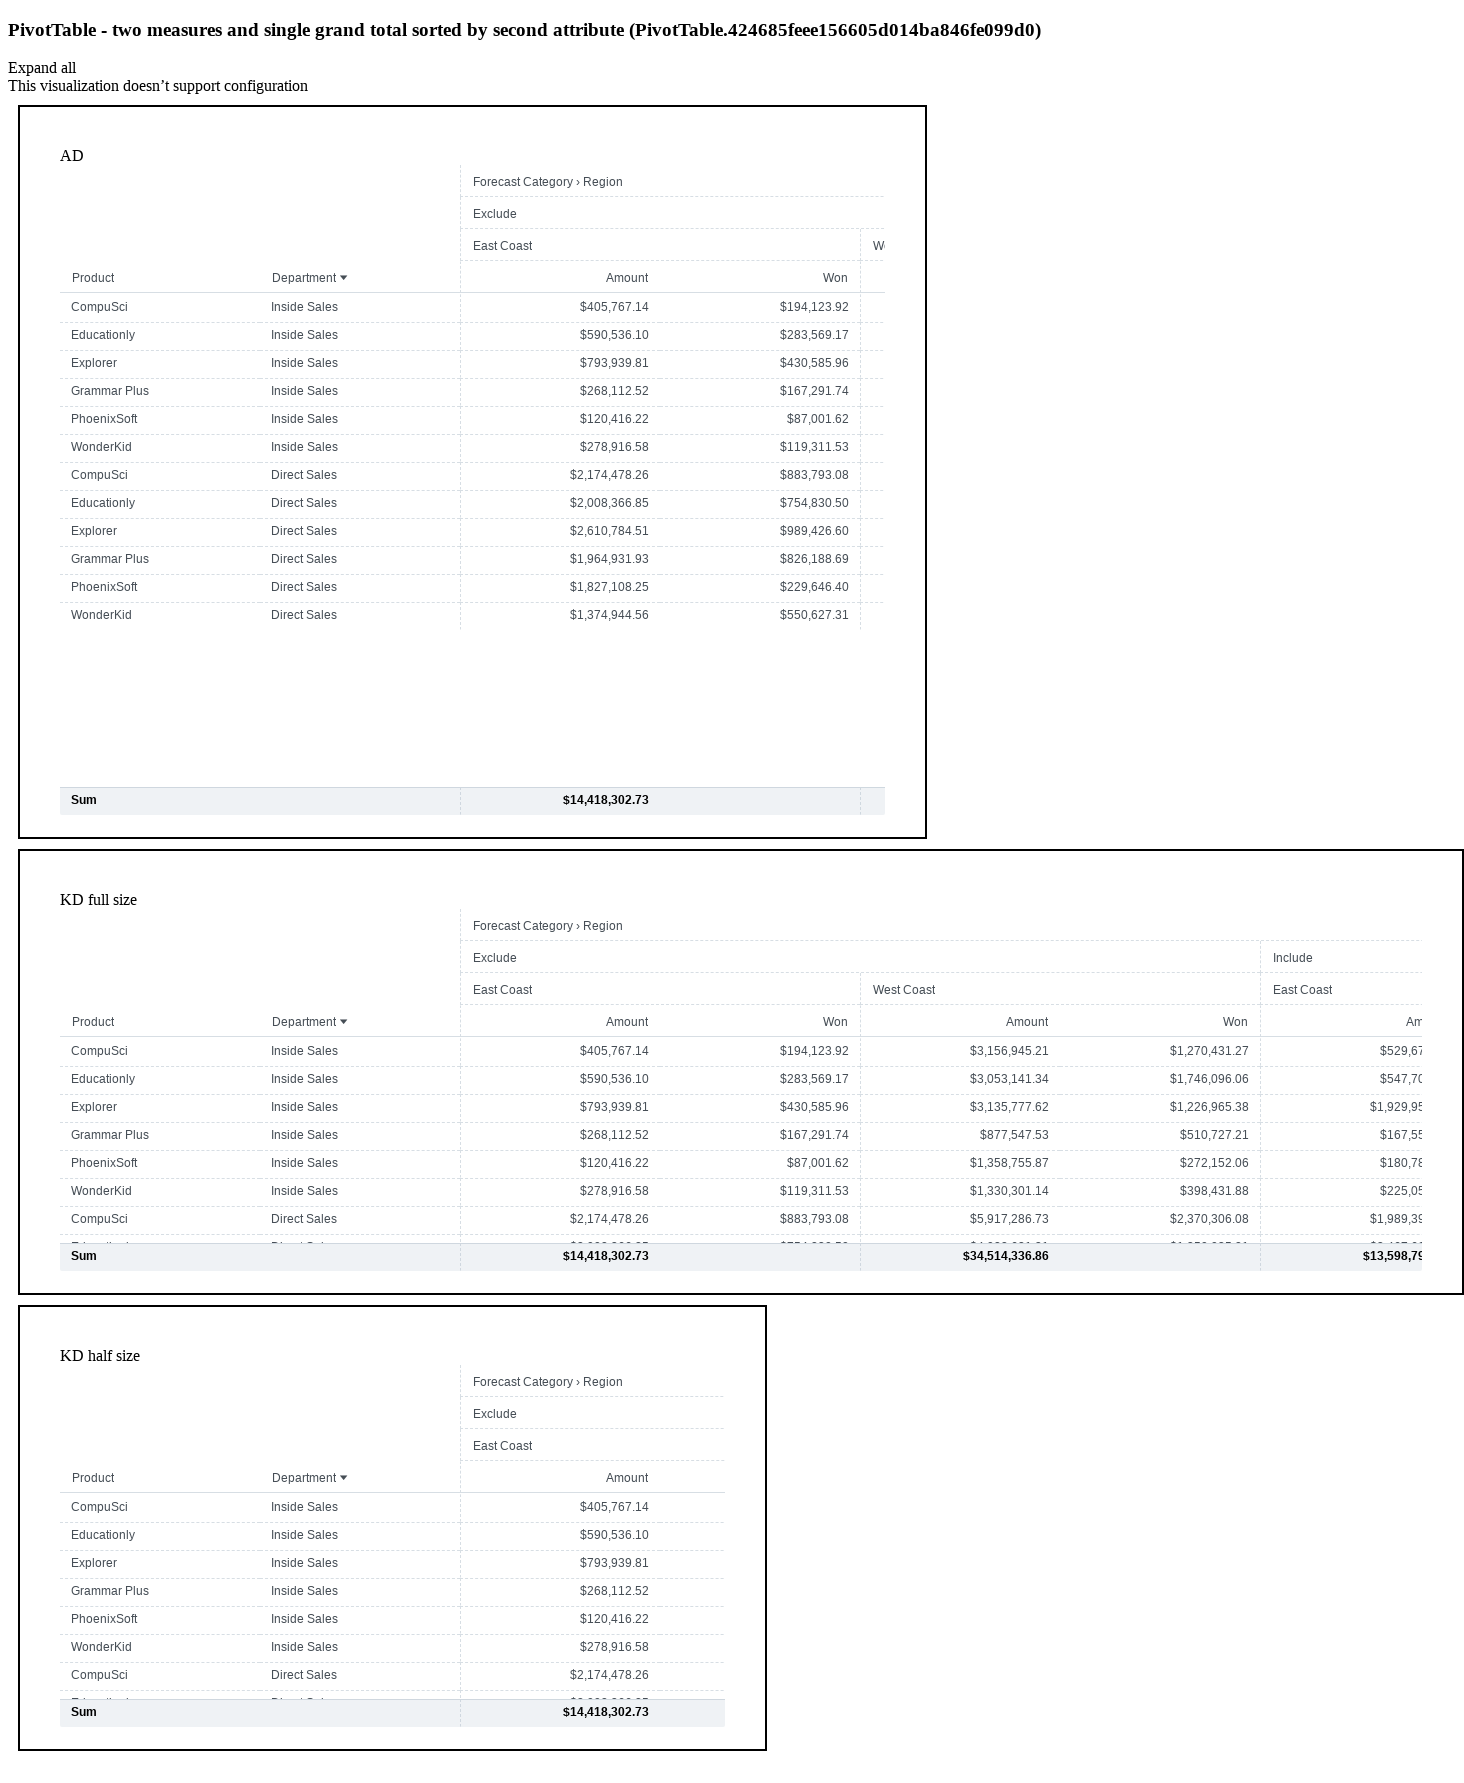 PivotTable - two measures and single grand total sorted by second attribute (PivotTable.424685feee156605d014ba846fe099d0)
Expand all
This visualization doesn’t support configuration
AD
Forecast Category › Region
Exclude
East Coast
Product Department Amount Won
CompuSci Inside Sales $405,767.14 $194,123.92
Educationly Inside Sales $590,536.10 $283,569.17
Explorer Inside Sales $793,939.81 $430,585.96
Grammar Plus Inside Sales $268,112.52 $167,291.74
PhoenixSoft Inside Sales $120,416.22 $87,001.62
WonderKid Inside Sales $278,916.58 $119,311.53
CompuSci Direct Sales $2,174,478.26 $883,793.08
Educationly Direct Sales $2,008,366.85 $754,830.50
Explorer Direct Sales $2,610,784.51 $989,426.60
Grammar Plus Direct Sales $1,964,931.93 $826,188.69
PhoenixSoft Direct Sales $1,827,108.25 $229,646.40
WonderKid Direct Sales $1,374,944.56 $550,627.31
Sum $14,418,302.73
KD full size
Forecast Category › Region
Exclude Include
East Coast West Coast East Coast
Product Department Amount Won Amount Won Am
CompuSci Inside Sales $405,767.14 $194,123.92 $3,156,945.21 $1,270,431.27 $529,67
Educationly Inside Sales $590,536.10 $283,569.17 $3,053,141.34 $1,746,096.06 $547,70
Explorer Inside Sales $793,939.81 $430,585.96 $3,135,777.62 $1,226,965.38 $1,929,95
Grammar Plus Inside Sales $268,112.52 $167,291.74 $877,547.53 $510,727.21 $167,55
PhoenixSoft Inside Sales $120,416.22 $87,001.62 $1,358,755.87 $272,152.06 $180,78
WonderKid Inside Sales $278,916.58 $119,311.53 $1,330,301.14 $398,431.88 $225,05
CompuSci Direct Sales $2,174,478.26 $883,793.08 $5,917,286.73 $2,370,306.08 $1,989,39
Sum $14,418,302.73 $34,514,336.86 $13,598,79
KD half size
Forecast Category › Region
Exclude
East Coast
Product Department Amount
CompuSci Inside Sales $405,767.14
Educationly Inside Sales $590,536.10
Explorer Inside Sales $793,939.81
Grammar Plus Inside Sales $268,112.52
PhoenixSoft Inside Sales $120,416.22
WonderKid Inside Sales $278,916.58
CompuSci Direct Sales $2,174,478.26
Sum $14,418,302.73